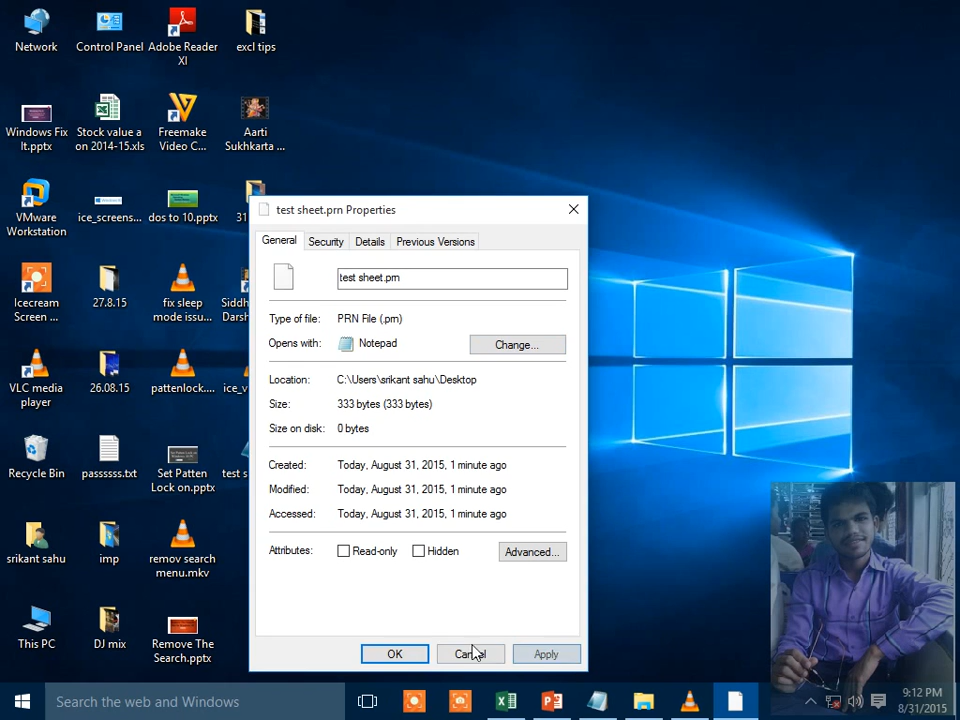 Network
Control Panel
Adobe Reader
XI
excl tips
Windows Fix
It.pptx
Stock value a
on 2014-15.xls
Freemake
Video C...
Aarti
Sukhkarta ...
VMware
Workstation
ice_screens...
dos to 10.pptx
31
Icecream
Screen ...
27.8.15
fix sleep
mode issu...
Siddh
Darsh
VLC media
player
26.08.15
pattenlock....
ice_v
Recycle Bin
passssss.txt
Set Patten
Lock on.pptx
test s
srikant sahu
imp
remov search
menu.mkv
This PC
DJ mix
Remove The
Search.pptx
test sheet.prn Properties
General
Security
Details
Previous Versions
test sheet.prn
Type of file:
PRN File (.prn)
Opens with:
Notepad
Change...
Location:
C:\Users\srikant sahu\Desktop
Size:
333 bytes (333 bytes)
Size on disk:
0 bytes
Created:
Today, August 31, 2015, 1 minute ago
Modified:
Today, August 31, 2015, 1 minute ago
Accessed:
Today, August 31, 2015, 1 minute ago
Attributes:
Read-only
Hidden
Advanced...
OK
Cancel
Apply
Search the web and Windows
9:12 PM
8/31/2015